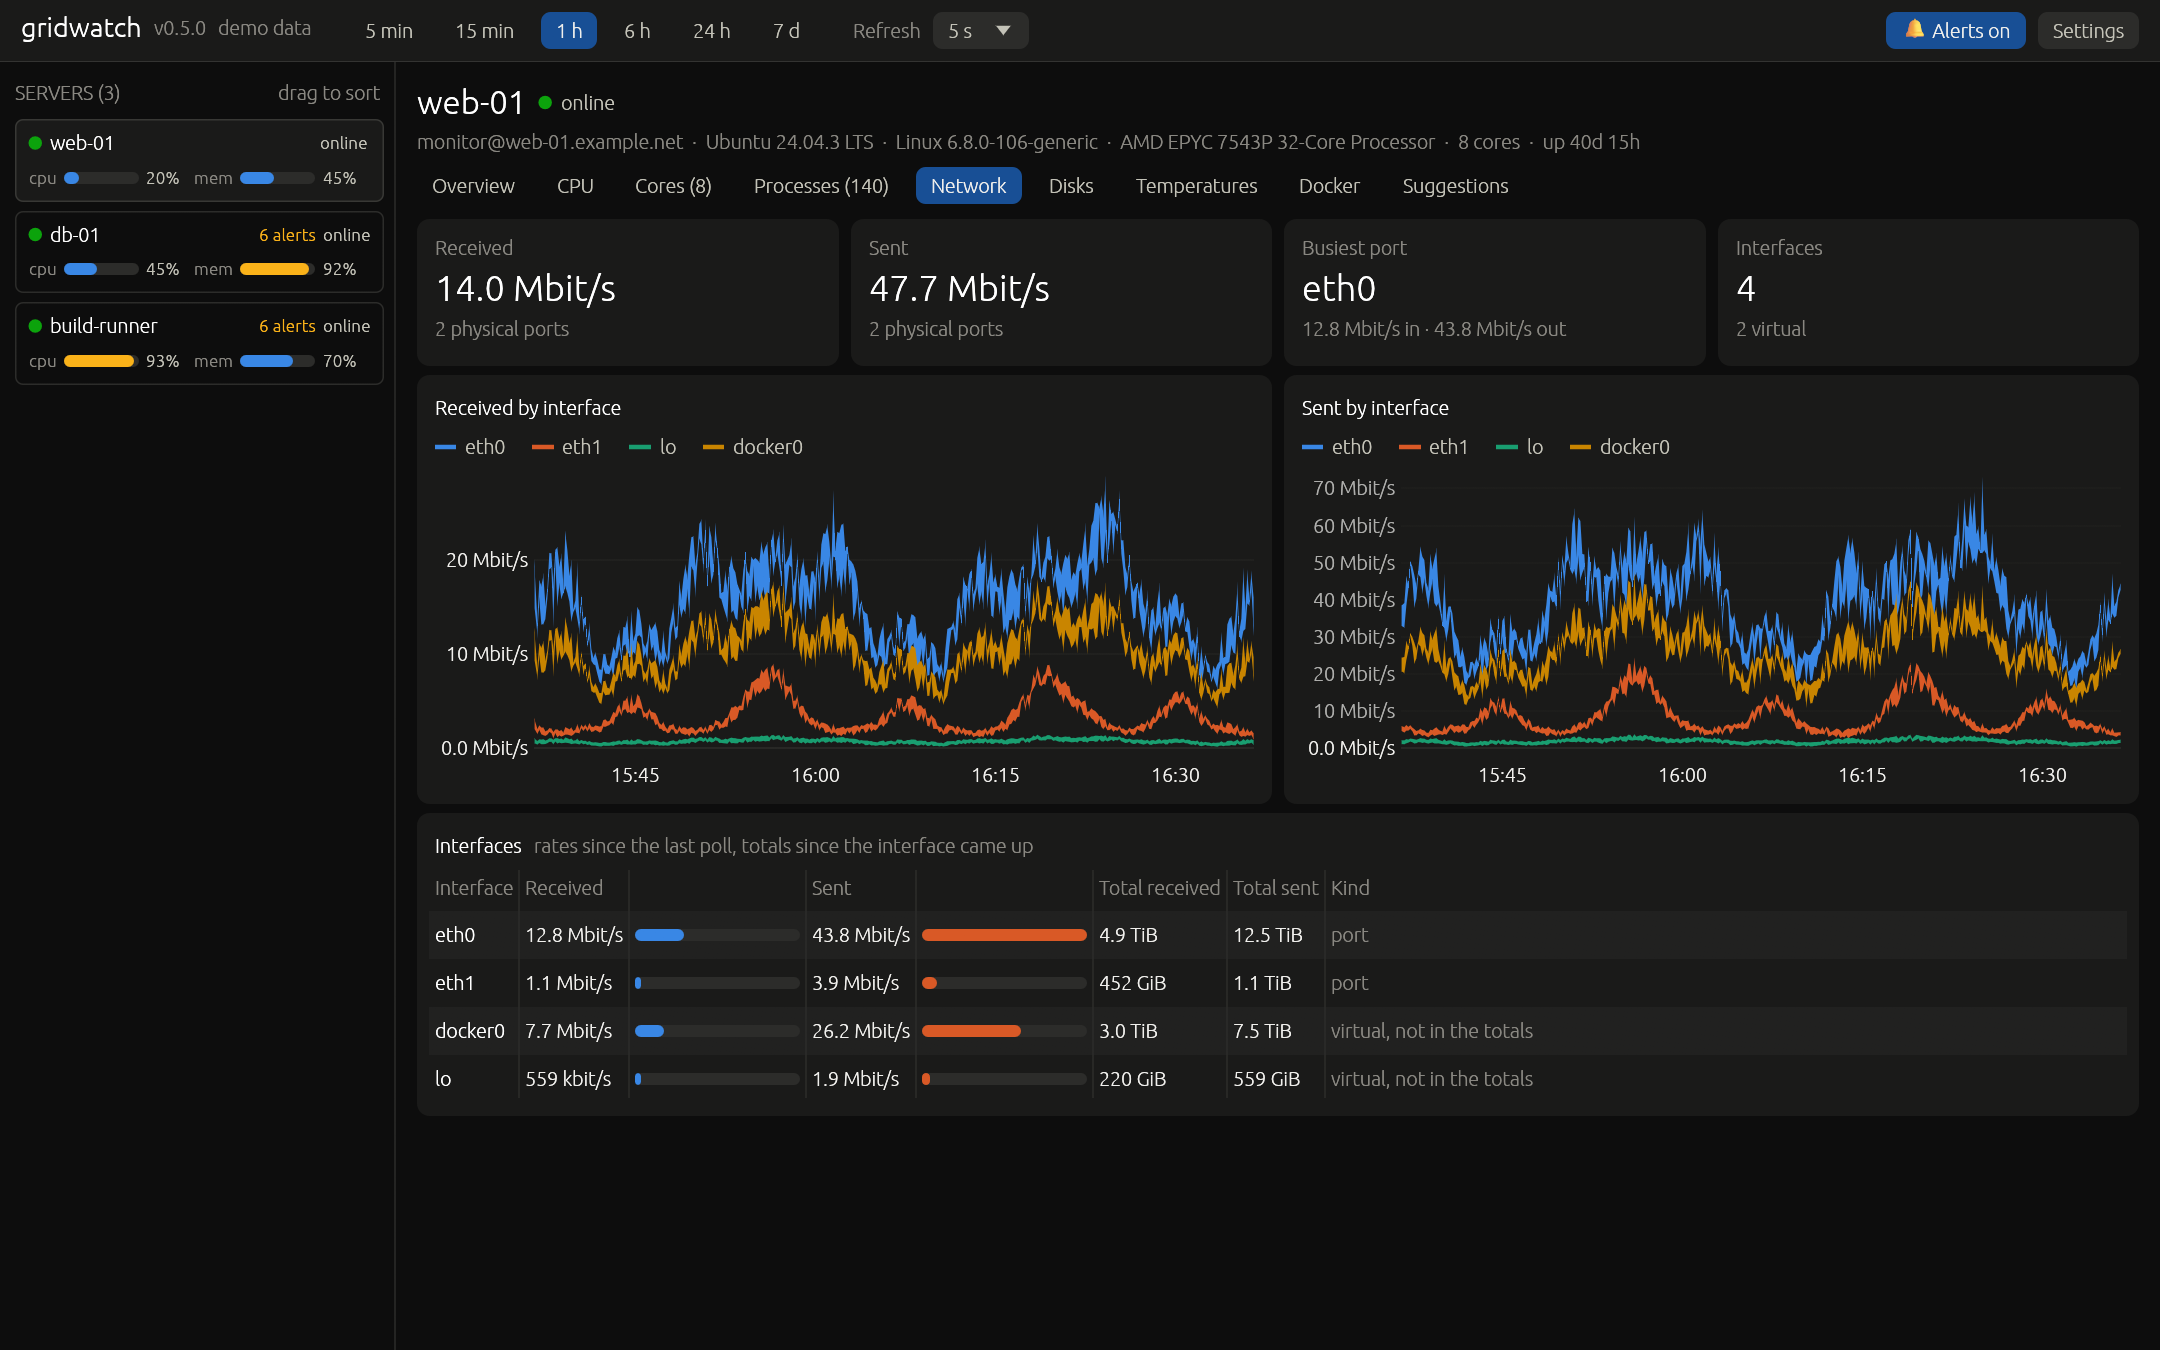 gridwatch v0.5.0 demo data 5 min 15 min 1 h 6 h 24 h 7 d Refresh 5 s Alerts on Settings
SERVERS (3) drag to sort
web-01 online
cpu 20% mem 45%
db-01 6 alerts online
cpu 45% mem 92%
build-runner 6 alerts online
cpu 93% mem 70%
web-01 online
monitor@web-01.example.net · Ubuntu 24.04.3 LTS · Linux 6.8.0-106-generic · AMD EPYC 7543P 32-Core Processor · 8 cores · up 40d 15h
Overview CPU Cores (8) Processes (140) Network Disks Temperatures Docker Suggestions
Received
14.0 Mbit/s
2 physical ports
Sent
47.7 Mbit/s
2 physical ports
Busiest port
eth0
12.8 Mbit/s in · 43.8 Mbit/s out
Interfaces
4
2 virtual
Received by interface
eth0 eth1 lo docker0
20 Mbit/s
10 Mbit/s
0.0 Mbit/s
15:45 16:00 16:15 16:30
Sent by interface
eth0 eth1 lo docker0
70 Mbit/s
60 Mbit/s
50 Mbit/s
40 Mbit/s
30 Mbit/s
20 Mbit/s
10 Mbit/s
0.0 Mbit/s
15:45 16:00 16:15 16:30
Interfaces rates since the last poll, totals since the interface came up
Interface Received Sent Total received Total sent Kind
eth0 12.8 Mbit/s 43.8 Mbit/s 4.9 TiB 12.5 TiB port
eth1 1.1 Mbit/s 3.9 Mbit/s 452 GiB 1.1 TiB port
docker0 7.7 Mbit/s 26.2 Mbit/s 3.0 TiB 7.5 TiB virtual, not in the totals
lo 559 kbit/s 1.9 Mbit/s 220 GiB 559 GiB virtual, not in the totals